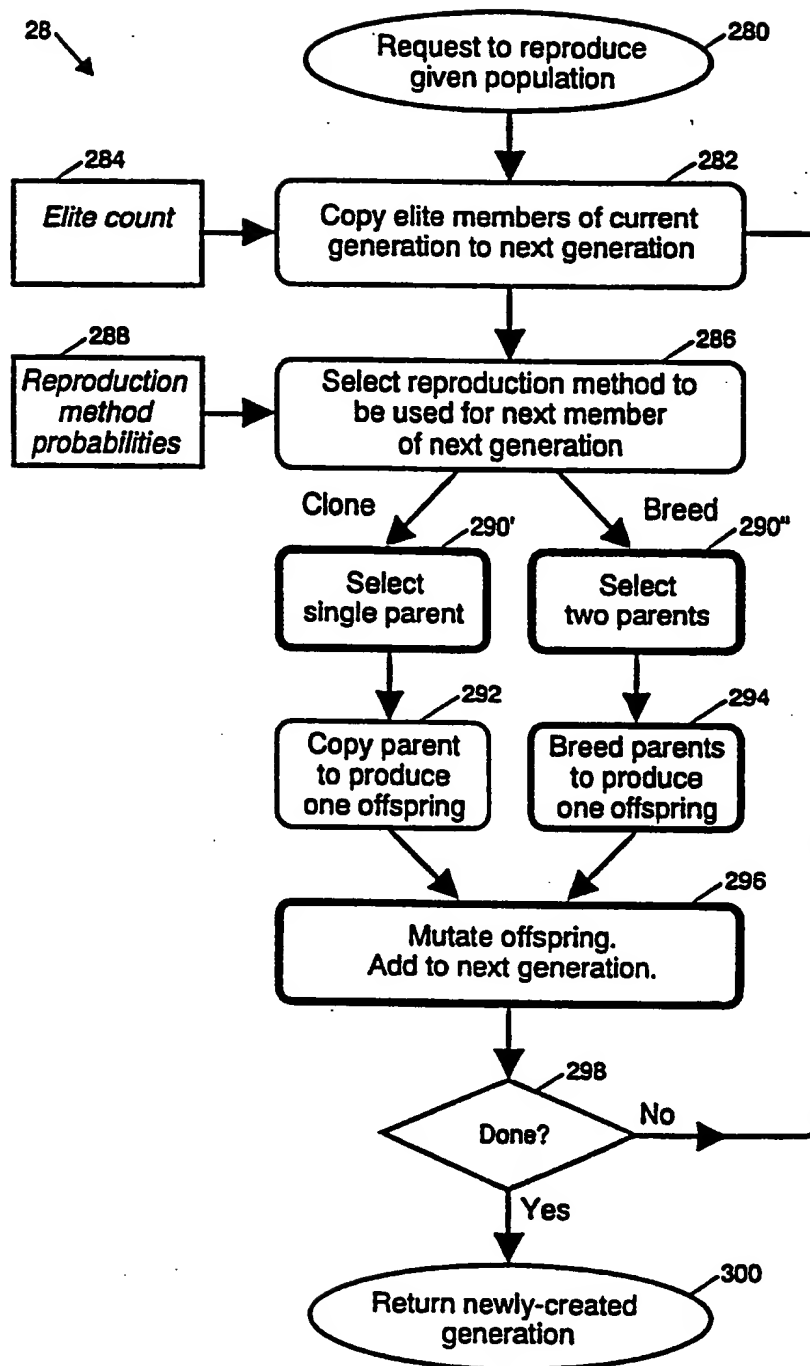 28
Request to reproduce
given population
280
284
Elite count
282
Copy elite members of current
generation to next generation
288
Reproduction
method
probabilities
286
Select reproduction method to
be used for next member
of next generation
Clone
Breed
290'
Select
single parent
290"
Select
two parents
292
Copy parent
to produce
one offspring
294
Breed parents
to produce
one offspring
296
Mutate offspring.
Add to next generation.
298
Done?
No
Yes
300
Return newly-created
generation